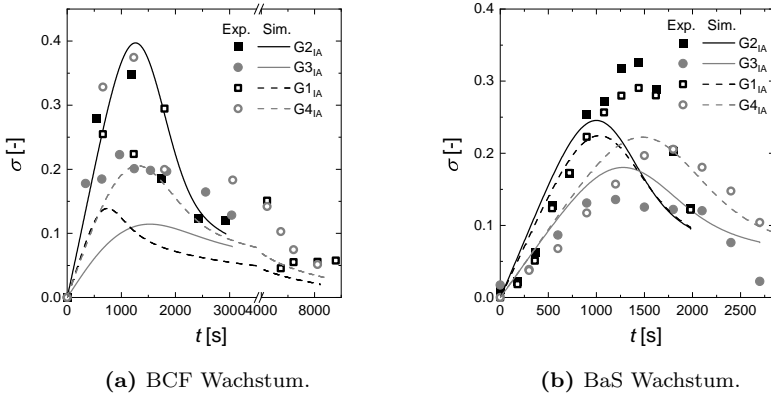 Exp. Sim.
G2IA
G3IA
G1IA
G4IA
0.4
0.3
0.2
0.1
0.0
σ [-]
0 1000 2000 3000 4000 6000 8000
t [s]
(a) BCF Wachstum.
Exp. Sim.
G2IA
G3IA
G1IA
G4IA
0.4
0.3
0.2
0.1
0.0
σ [-]
0 500 1000 1500 2000 2500
t [s]
(b) BaS Wachstum.